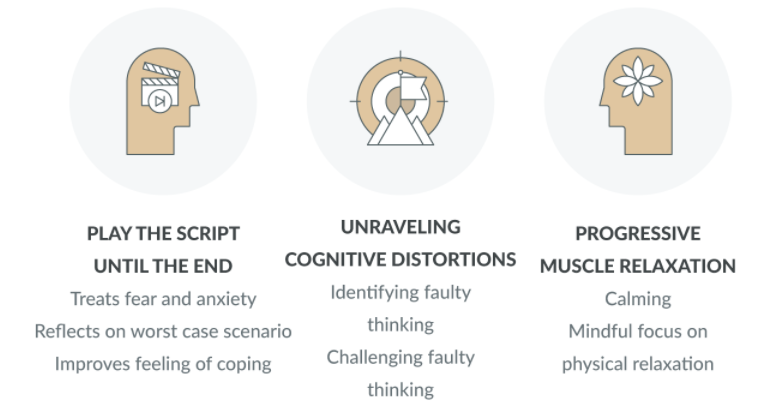 PLAY THE SCRIPT
UNTIL THE END
Treats fear and anxiety
Reflects on worst case scenario
Improves feeling of coping
UNRAVELING
COGNITIVE DISTORTIONS
Identifying faulty
thinking
Challenging faulty
thinking
PROGRESSIVE
MUSCLE RELAXATION
Calming
Mindful focus on
physical relaxation